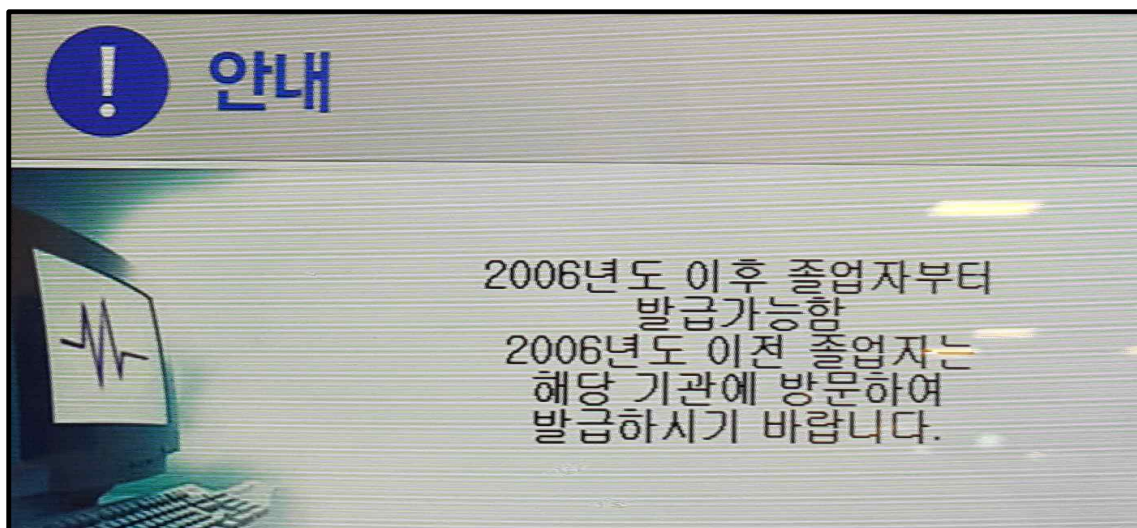 안내
2006년도 이후 졸업자부터
발급가능함
2006년도 이전 졸업자는
해당 기관에 방문하여
발급하시기 바랍니다.